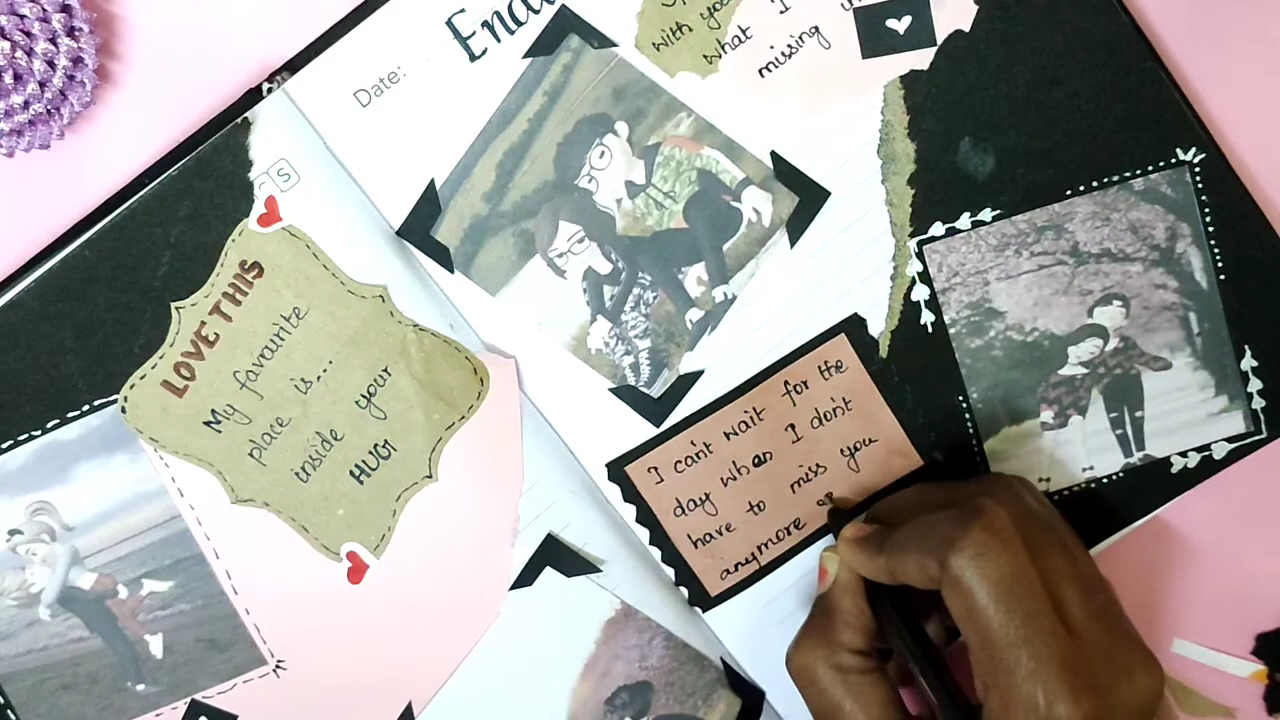 S
LOVE THIS
My favourite
place is...
inside your
HUG
Date:
with you
what I
missing
I can't wait for the
day when I don't
have to miss you
anymore